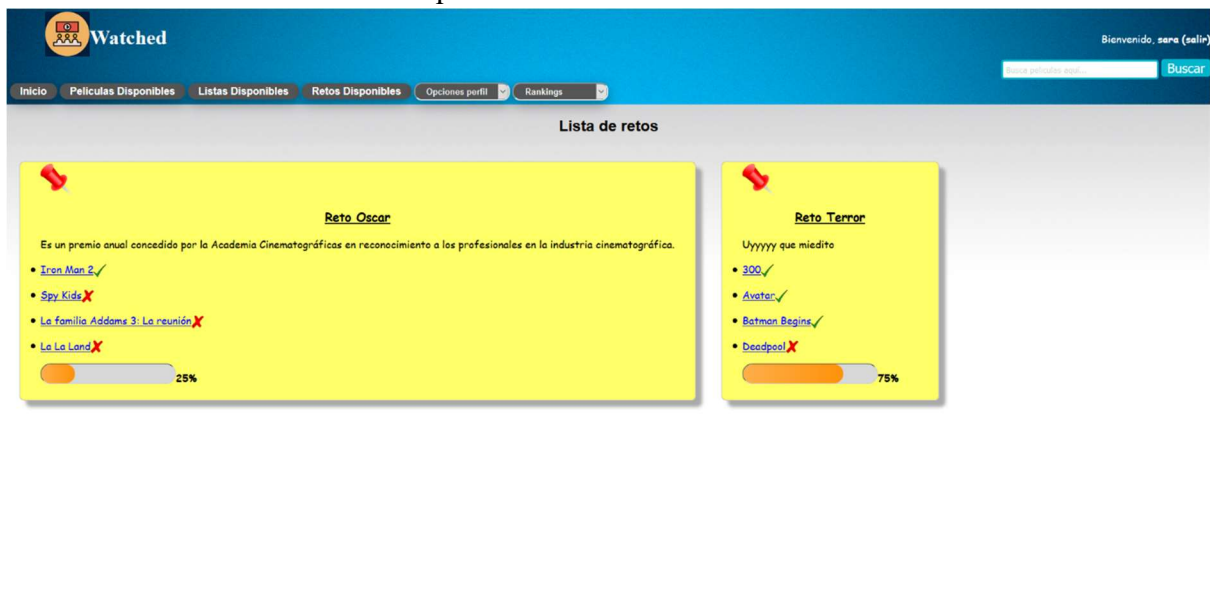 Watched
Bienvenido, sara (salir)
Busca peliculas aqui...
Buscar
Inicio
Peliculas Disponibles
Listas Disponibles
Retos Disponibles
Opciones perfil
Rankings
Lista de retos
Reto Oscar
Es un premio anual concedido por la Academia Cinematográficas en reconocimiento a los profesionales en la industria cinematográfica.
Iron Man 2
Spy Kids
La familia Addams 3: La reunión
La La Land
25%
Reto Terror
Uyyyyy que miedito
300
Avatar
Batman Begins
Deadpool
75%